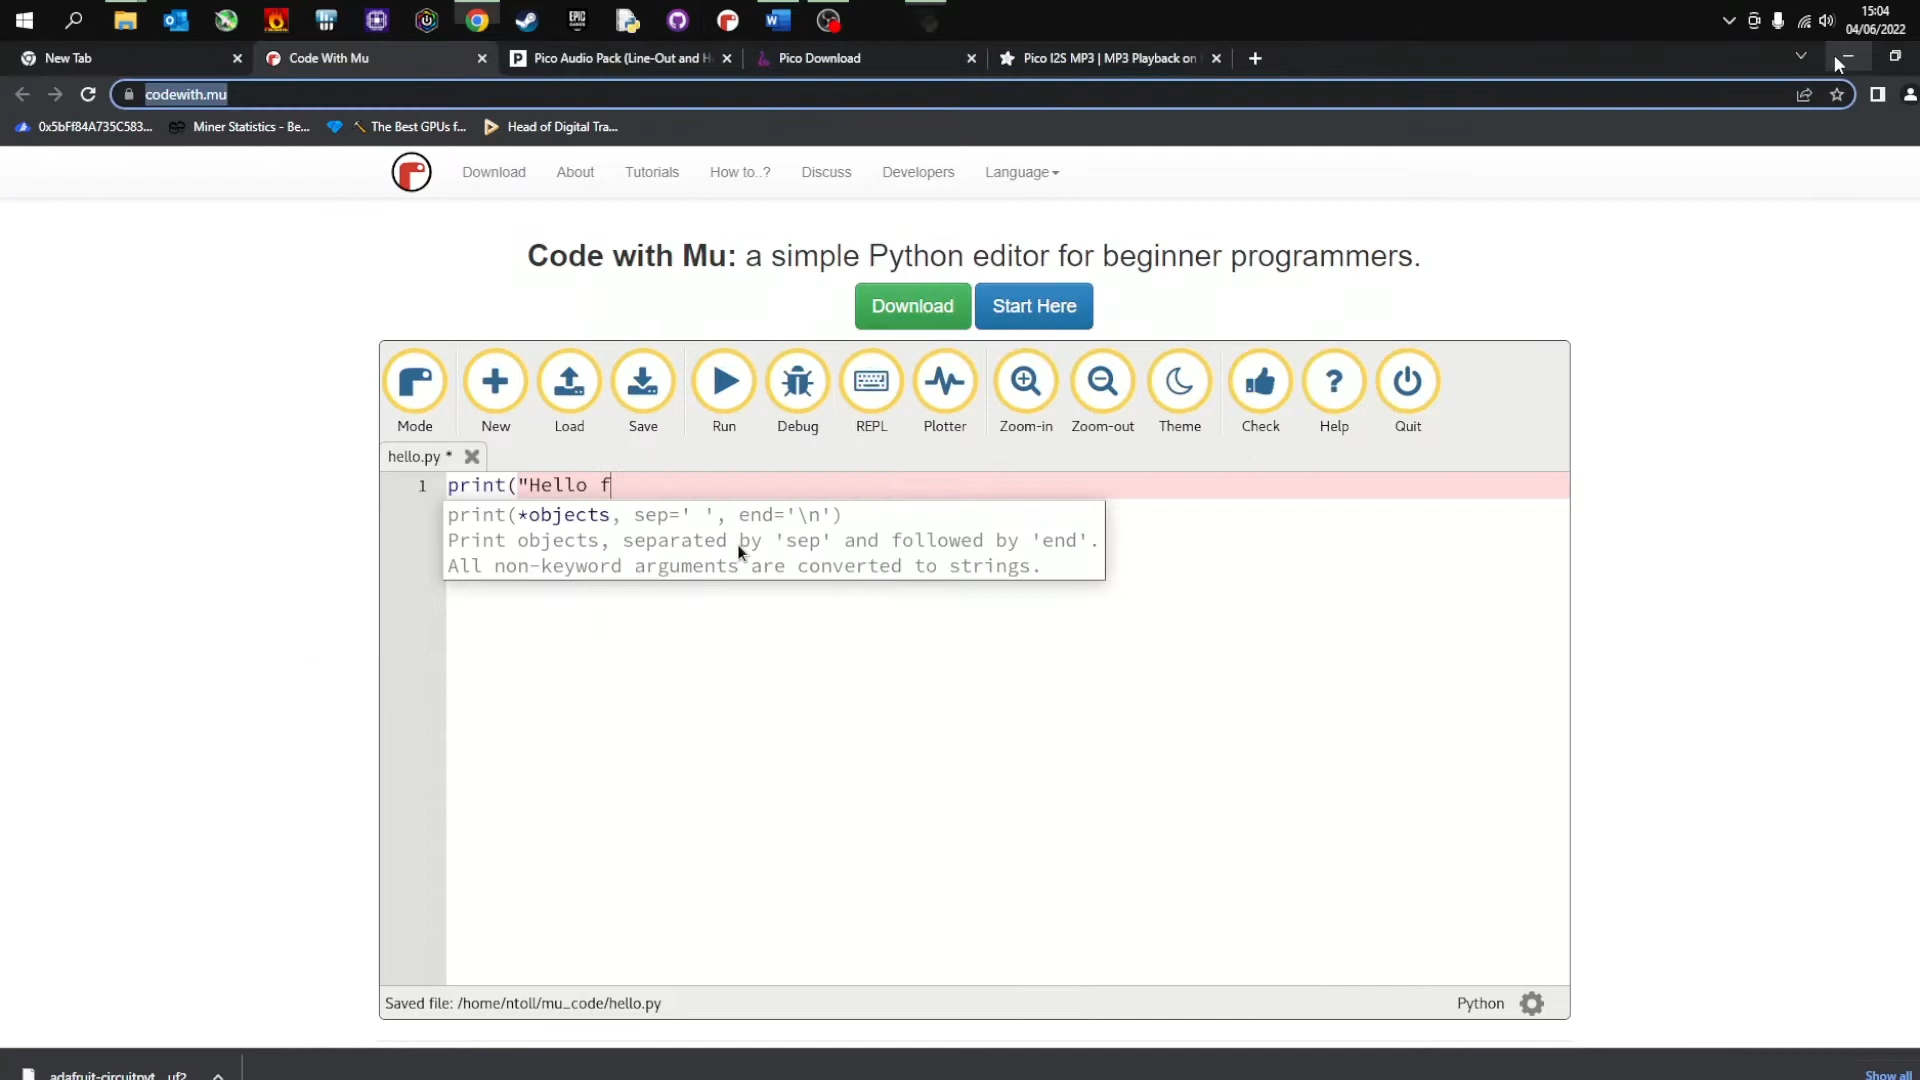 15:04
04/06/2022
New Tab
Code With Mu
Pico Audio Pack (Line-Out and H
Pico Download
Pico I2S MP3 | MP3 Playback on
codewith.mu
0x5bFf84A735C583...
Miner Statistics - Be...
The Best GPUs f...
Head of Digital Tra...
Download About Tutorials How to..? Discuss Developers Language
Code with Mu: a simple Python editor for beginner programmers.
Download Start Here
Mode New Load Save Run Debug REPL Plotter Zoom-in Zoom-out Theme Check Help Quit
hello.py *
1 print("Hello f
print(*objects, sep=' ', end='\n')
Print objects, separated by 'sep' and followed by 'end'.
All non-keyword arguments are converted to strings.
Saved file: /home/ntoll/mu_code/hello.py
Python
adafruit-circuitpyt....uf2
Show all